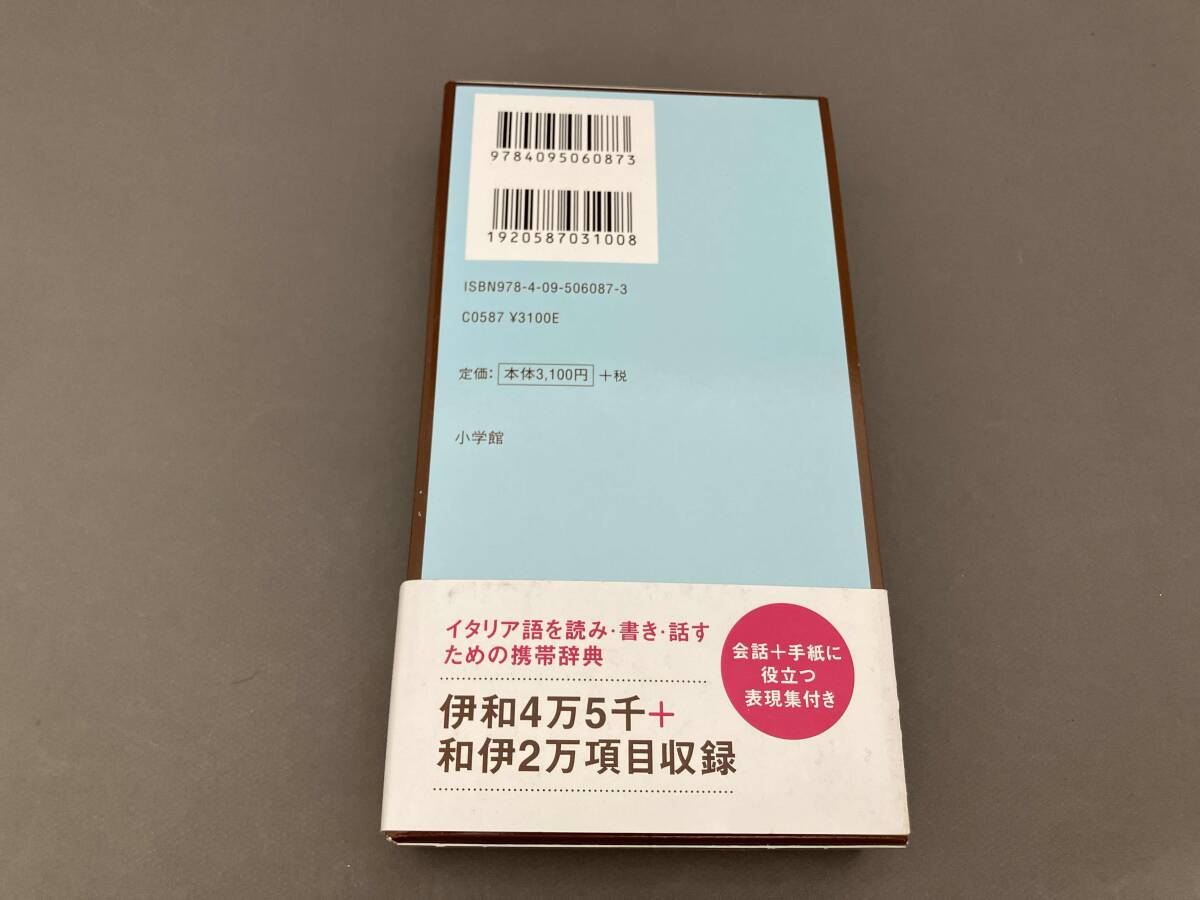 9784095060873
1920587031008
ISBN978-4-09-506087-3
C0587 ¥3100E
定価： 本体3,100円 +税
小学館
イタリア語を読み・書き・話す
ための携帯辞典
伊和4万5千+
和伊2万項目収録
会話+手紙に
役立つ
表現集付き